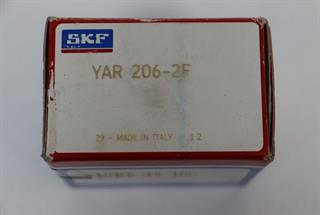 SKF
YAR 206-2F
29 - MADE IN ITALY